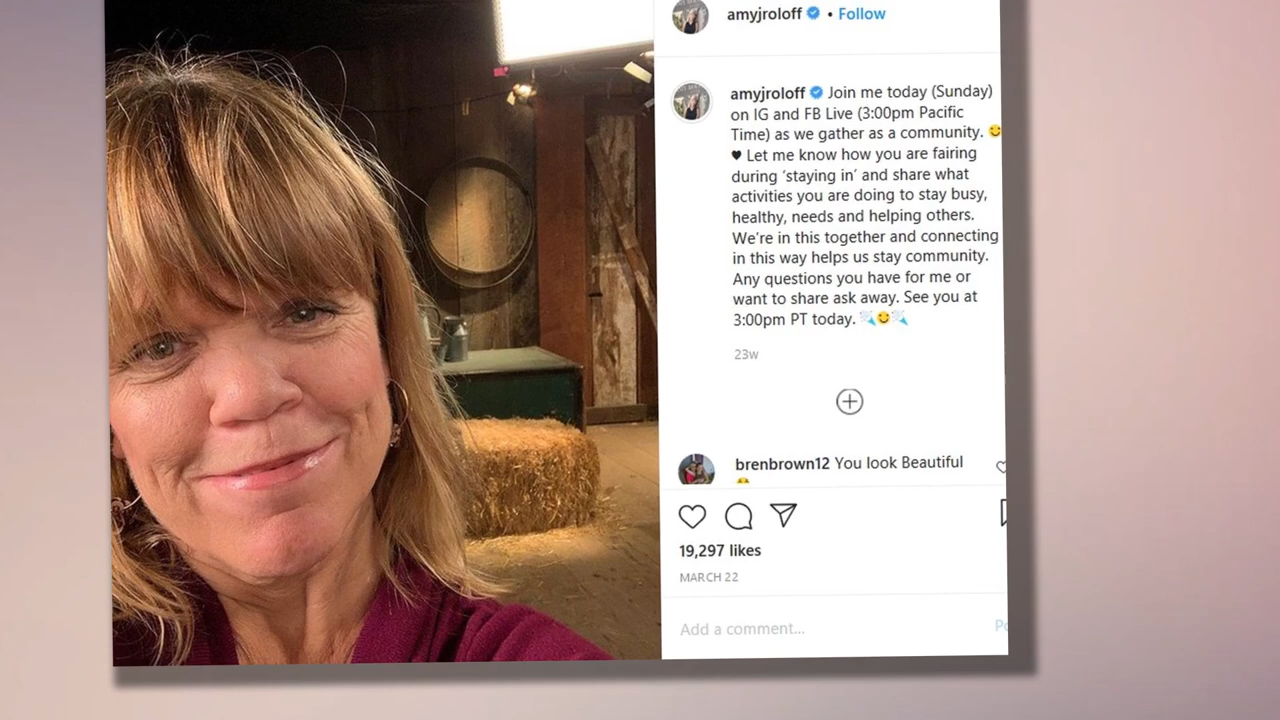 amyjroloff • Follow
amyjroloff Join me today (Sunday)
on IG and FB Live (3:00pm Pacific
Time) as we gather as a community. 😊
♥ Let me know how you are fairing
during ‘staying in’ and share what
activities you are doing to stay busy,
healthy, needs and helping others.
We’re in this together and connecting
in this way helps us stay community.
Any questions you have for me or
want to share ask away. See you at
3:00pm PT today. 🎉😊🎉
23w
brenbrown12 You look Beautiful
19,297 likes
MARCH 22
Add a comment...